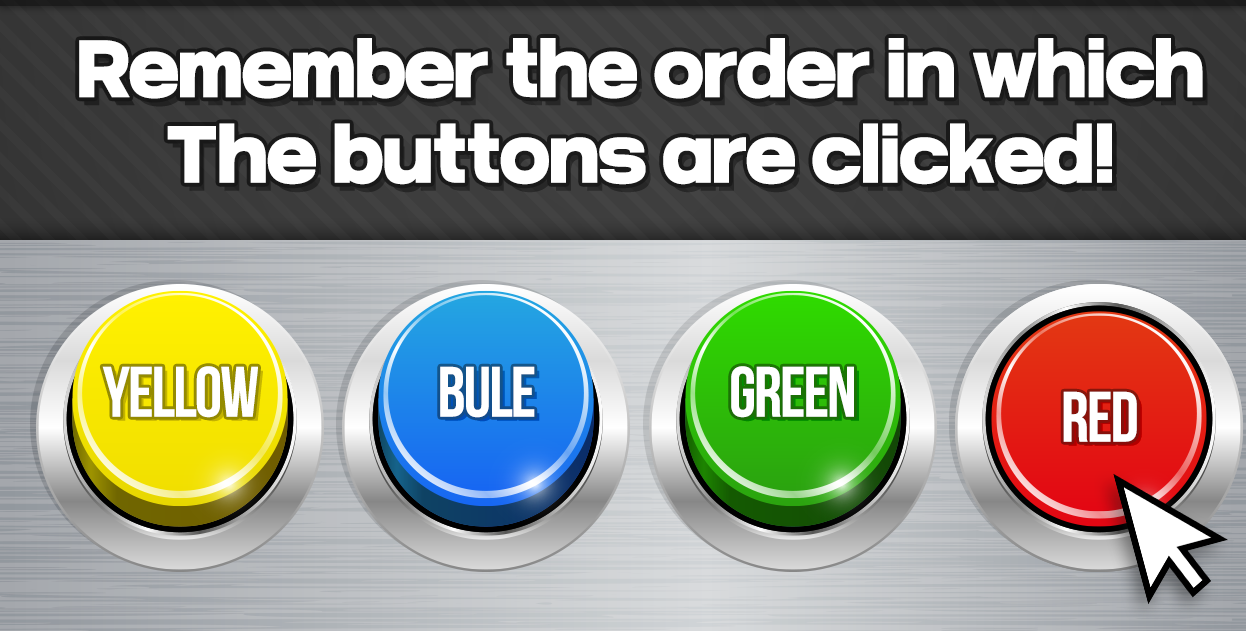 Remember the order in which
The buttons are clicked!
YELLOW BULE GREEN RED